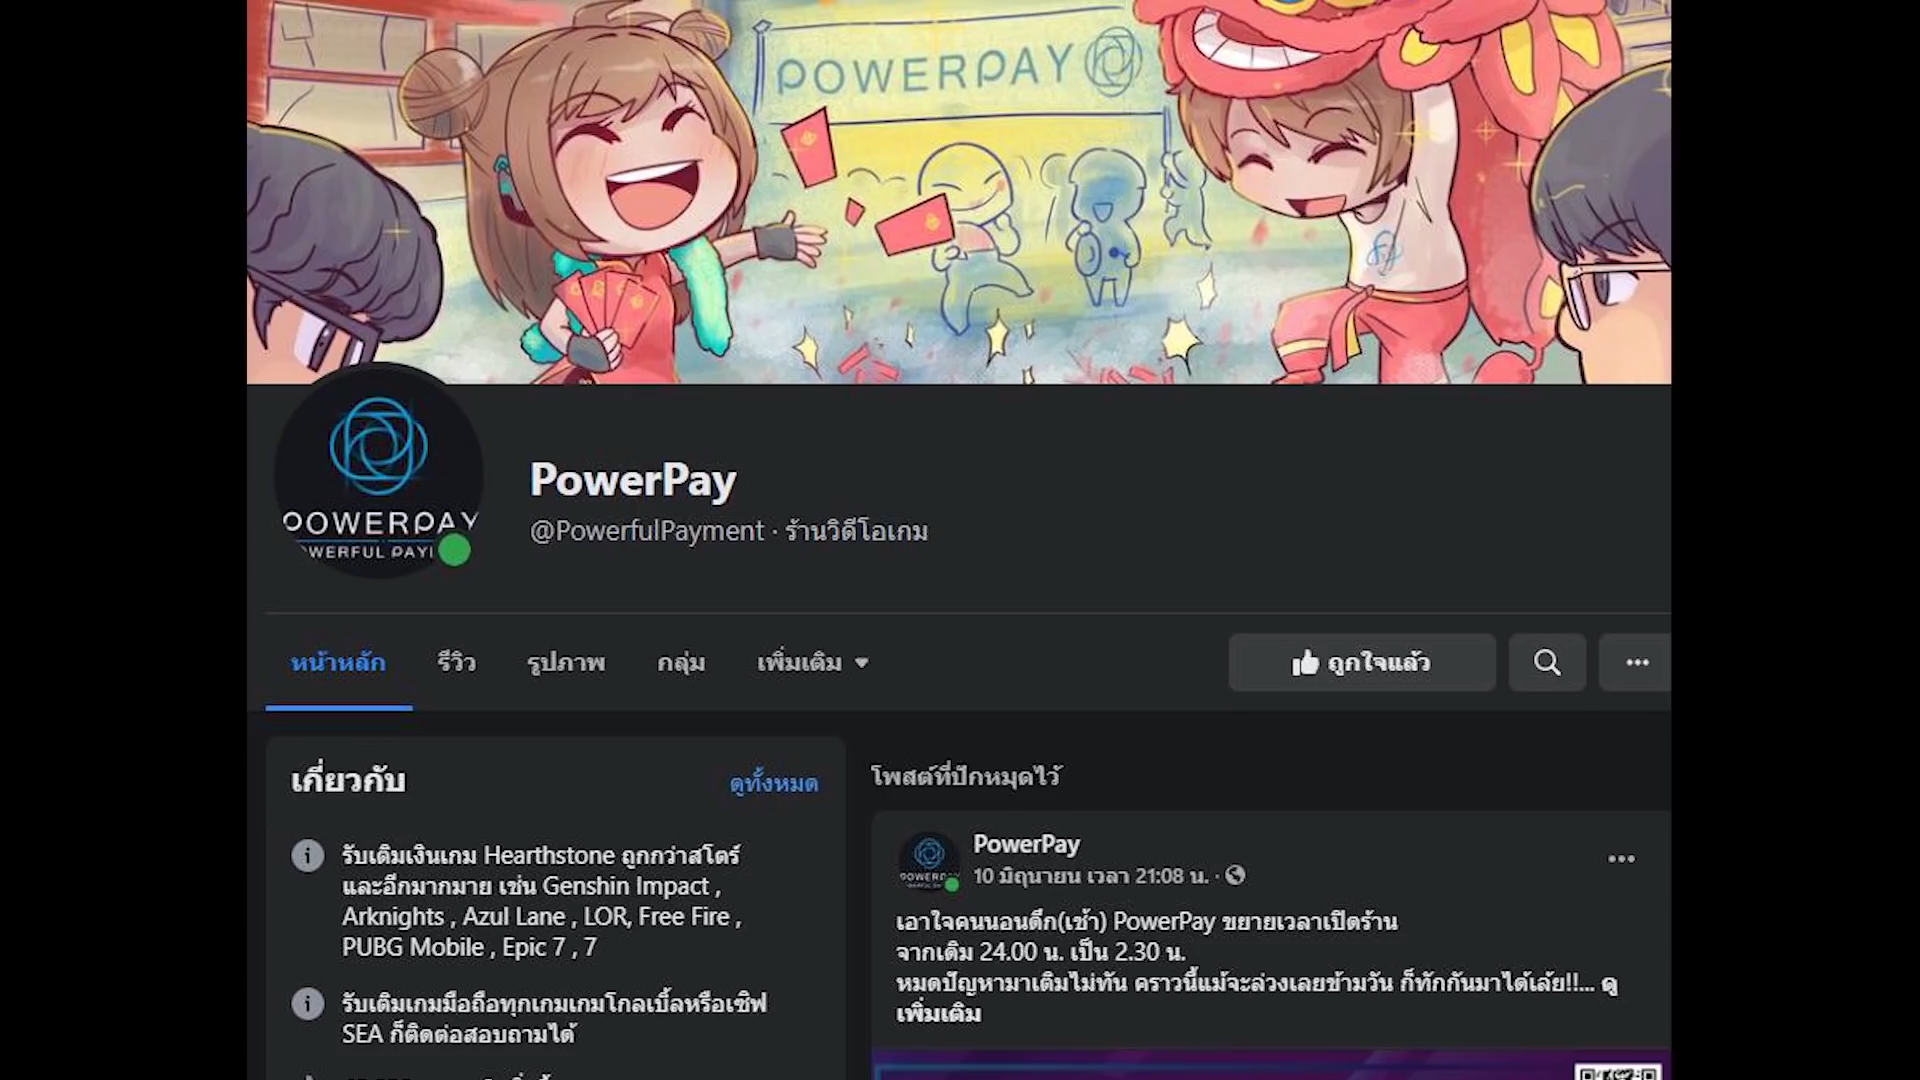 POWERPAY
POWERPAY
PowerPay
@PowerfulPayment · ร้านวิดีโอเกม
หน้าหลัก
รีวิว
รูปภาพ
กลุ่ม
เพิ่มเติม
ถูกใจแล้ว
เกี่ยวกับ
ดูทั้งหมด
รับเติมเงินเกม Hearthstone ถูกกว่าสโตร์
และอีกมากมาย เช่น Genshin Impact ,
Arknights , Azul Lane , LOR, Free Fire ,
PUBG Mobile , Epic 7 , 7
รับเติมเกมมือถือทุกเกมเกมโกลเบิ้ลหรือเซิฟ
SEA ก็ติดต่อสอบถามได้
โพสต์ที่ปักหมุดไว้
PowerPay
10 มิถุนายน เวลา 21:08 น. ·
เอาใจคนนอนดึก(เช้า) PowerPay ขยายเวลาเปิดร้าน
จากเดิม 24.00 น. เป็น 2.30 น.
หมดปัญหามาเติมไม่ทัน คราวนี้แม้จะล่วงเลยข้ามวัน ก็ทักกันมาได้เล้ย!!... ดู
เพิ่มเติม